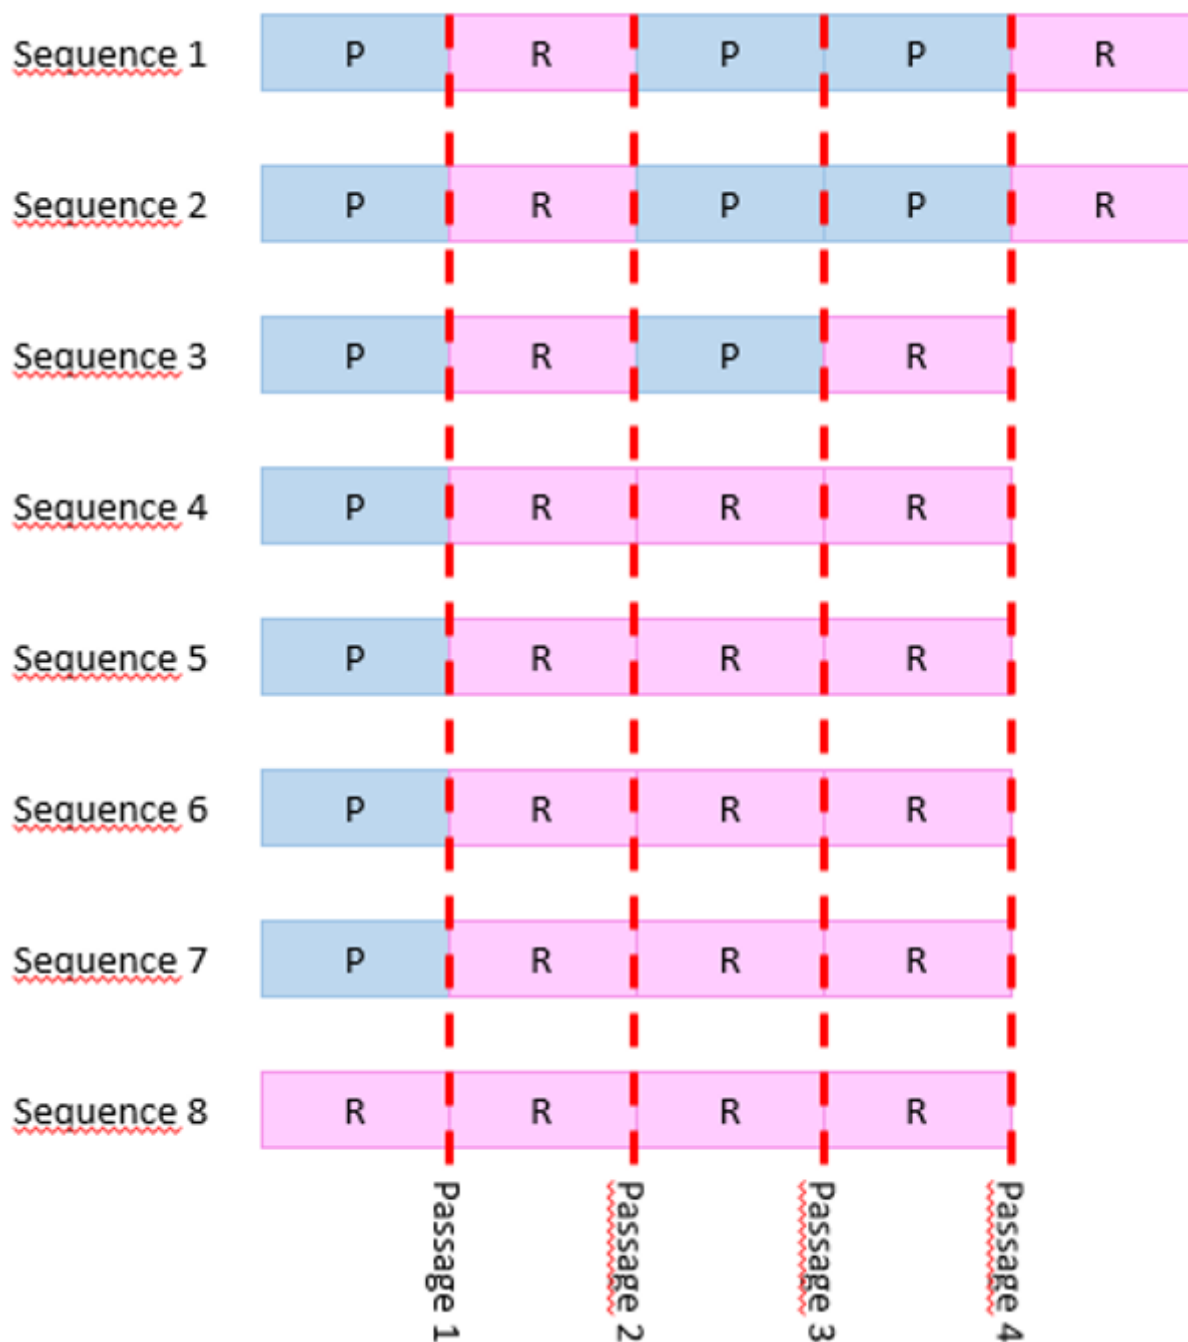 Sequence 1 P R P P R
Sequence 2 P R P P R
Sequence 3 P R P R
Sequence 4 P R R R
Sequence 5 P R R R
Sequence 6 P R R R
Sequence 7 P R R R
Sequence 8 R R R R
Passage 1
Passage 2
Passage 3
Passage 4